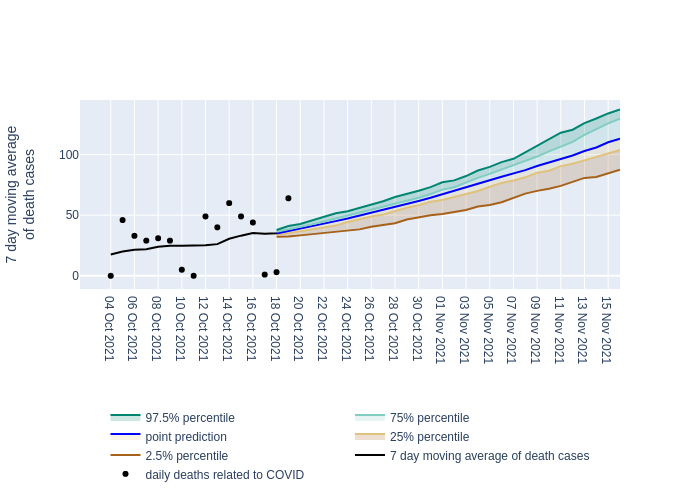 7 day moving average
of death cases
100
50
0
04 Oct 2021
06 Oct 2021
08 Oct 2021
10 Oct 2021
12 Oct 2021
14 Oct 2021
16 Oct 2021
18 Oct 2021
20 Oct 2021
22 Oct 2021
24 Oct 2021
26 Oct 2021
28 Oct 2021
30 Oct 2021
01 Nov 2021
03 Nov 2021
05 Nov 2021
07 Nov 2021
09 Nov 2021
11 Nov 2021
13 Nov 2021
15 Nov 2021
97.5% percentile
75% percentile
point prediction
25% percentile
2.5% percentile
7 day moving average of death cases
daily deaths related to COVID